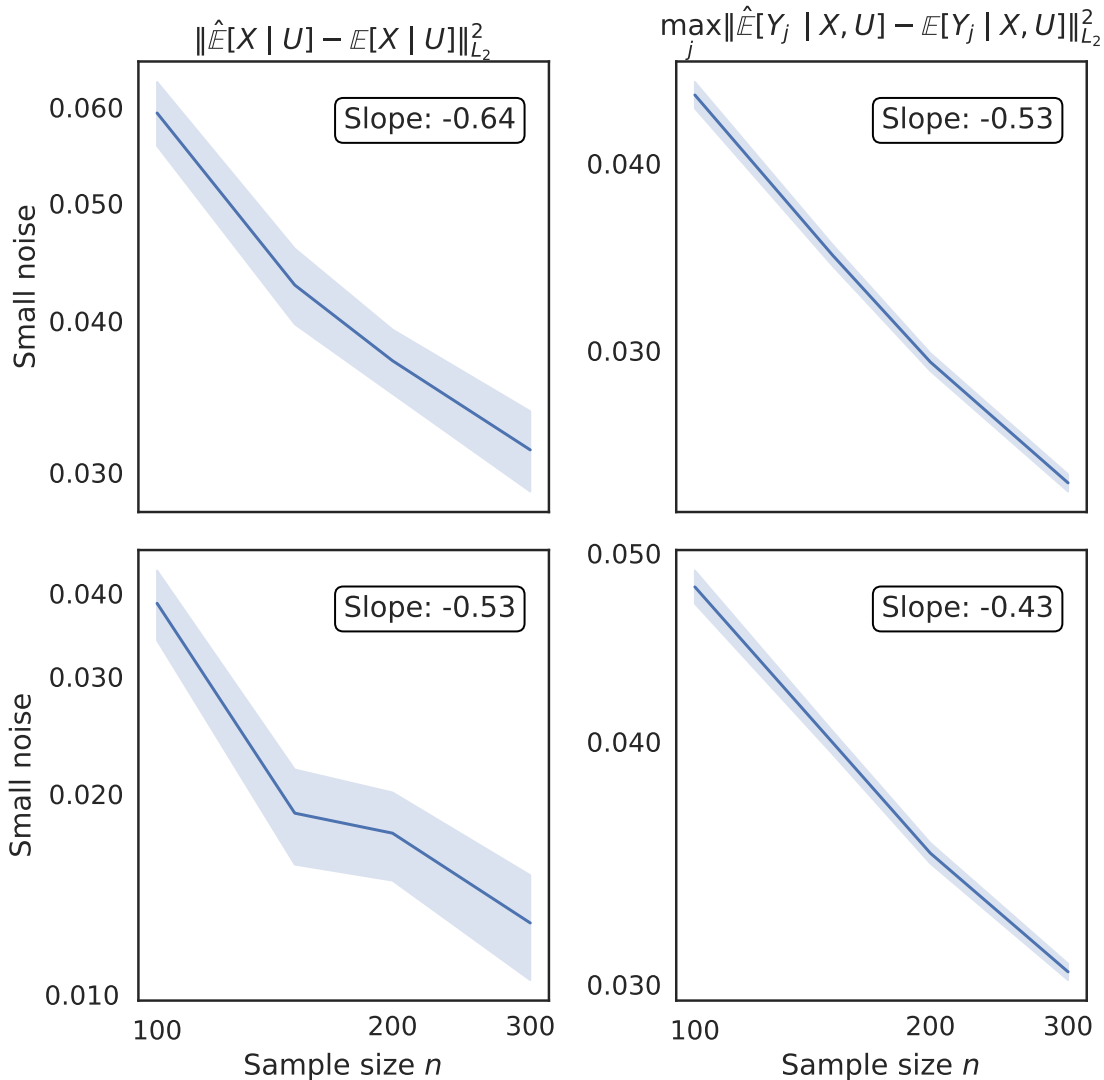 ‖𝔼̂[X | U] − 𝔼[X | U]‖²_{L₂}
max_j ‖𝔼̂[Y_j | X, U] − 𝔼[Y_j | X, U]‖²_{L₂}
Small noise
0.060
0.050
0.040
0.030
Slope: -0.64
0.040
0.030
Slope: -0.53
Small noise
0.040
0.030
0.020
0.010
Slope: -0.53
100
200
300
Sample size n
0.050
0.040
0.030
Slope: -0.43
100
200
300
Sample size n